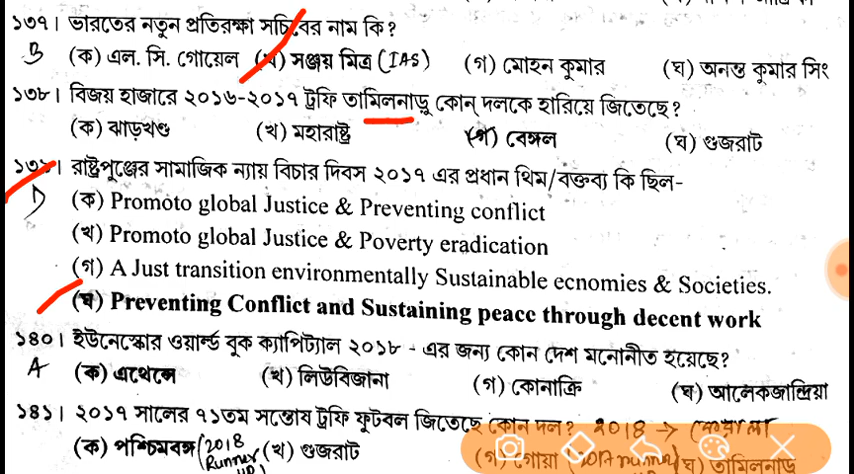 ১৩৭। ভারতের নতুন প্রতিরক্ষা সচিবের নাম কি?
B (ক) এল. সি. গোয়েল (খ) সঞ্জয় মিত্র (IAS) (গ) মোহন কুমার (ঘ) অনন্ত কুমার সিং
১৩৮। বিজয় হাজারে ২০১৬-২০১৭ ট্রফি তামিলনাড়ু কোন্ দলকে হারিয়ে জিতেছে?
(ক) ঝাড়খণ্ড (খ) মহারাষ্ট্র (গ) বেঙ্গল (ঘ) গুজরাট
১৩৯। রাষ্ট্রপুঞ্জের সামাজিক ন্যায় বিচার দিবস ২০১৭ এর প্রধান থিম/বক্তব্য কি ছিল-
D (ক) Promoto global Justice & Preventing conflict
(খ) Promoto global Justice & Poverty eradication
(গ) A Just transition environmentally Sustainable ecnomies & Societies.
(ঘ) Preventing Conflict and Sustaining peace through decent work
১৪০। ইউনেস্কোর ওয়ার্ল্ড বুক ক্যাপিট্যাল ২০১৮ - এর জন্য কোন দেশ মনোনীত হয়েছে?
A (ক) এথেন্স (খ) লিউবিজানা (গ) কোনাক্রি (ঘ) আলেকজান্দ্রিয়া
১৪১। ২০১৭ সালের ৭১তম সন্তোষ ট্রফি ফুটবল জিতেছে কোন দল? 2018 → কেরালা
(ক) পশ্চিমবঙ্গ (2018 (খ) গুজরাট (গ) গোয়া (2017 runner) (ঘ) তামিলনাড়ু
Runner